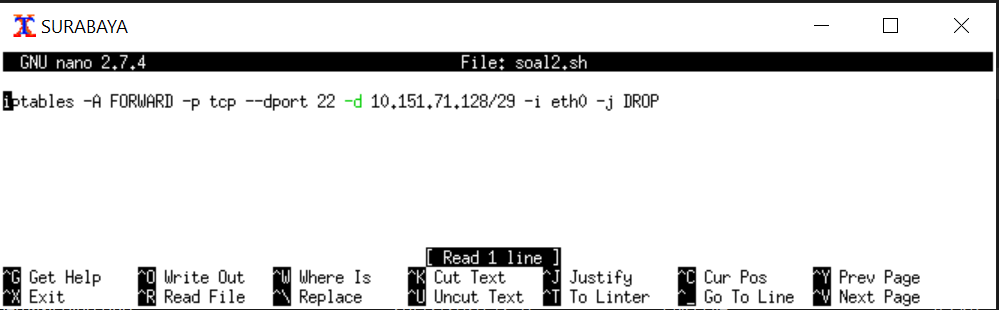 SURABAYA
GNU nano 2.7.4 File: soal2.sh
iptables -A FORWARD -p tcp --dport 22 -d 10.151.71.128/29 -i eth0 -j DROP
[ Read 1 line ]
^G Get Help ^O Write Out ^W Where Is ^K Cut Text ^J Justify ^C Cur Pos ^Y Prev Page
^X Exit ^R Read File ^\ Replace ^U Uncut Text ^T To Linter ^_ Go To Line ^V Next Page